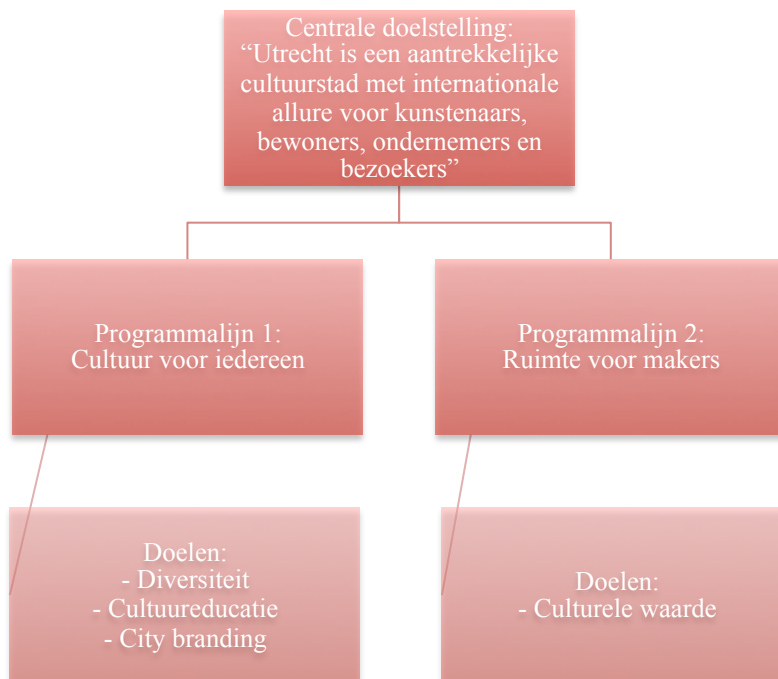 Centrale doelstelling:
“Utrecht is een aantrekkelijke
cultuurstad met internationale
allure voor kunstenaars,
bewoners, ondernemers en
bezoekers”
Programmalijn 1:
Cultuur voor iedereen
Programmalijn 2:
Ruimte voor makers
Doelen:
- Diversiteit
- Cultuureducatie
- City branding
Doelen:
- Culturele waarde